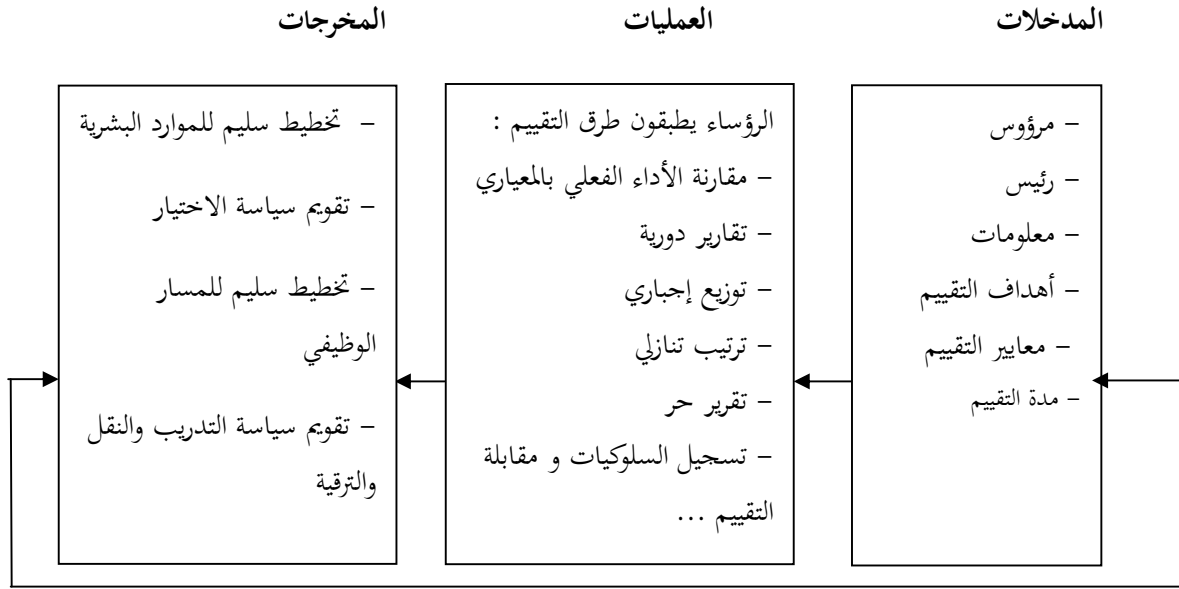 المدخلات
العمليات
المخرجات
– مرؤوس
– رئيس
– معلومات
– أهداف التقييم
– معايير التقييم
– مدة التقييم
الرؤساء يطبقون طرق التقييم :
– مقارنة الأداء الفعلي بالمعياري
– تقارير دورية
– توزيع إجباري
– ترتيب تنازلي
– تقرير حر
– تسجيل السلوكيات و مقابلة
التقييم ...
– تخطيط سليم للموارد البشرية
– تقويم سياسة الاختيار
– تخطيط سليم للمسار
الوظيفي
– تقويم سياسة التدريب والنقل
والترقية